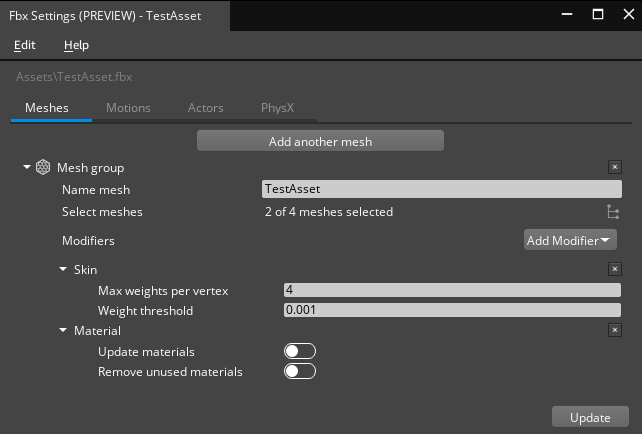 Fbx Settings (PREVIEW) - TestAsset
Edit Help
Assets\TestAsset.fbx
Meshes Motions Actors PhysX
Add another mesh
Mesh group
Name mesh TestAsset
Select meshes 2 of 4 meshes selected
Modifiers Add Modifier
Skin
Max weights per vertex 4
Weight threshold 0.001
Material
Update materials
Remove unused materials
Update